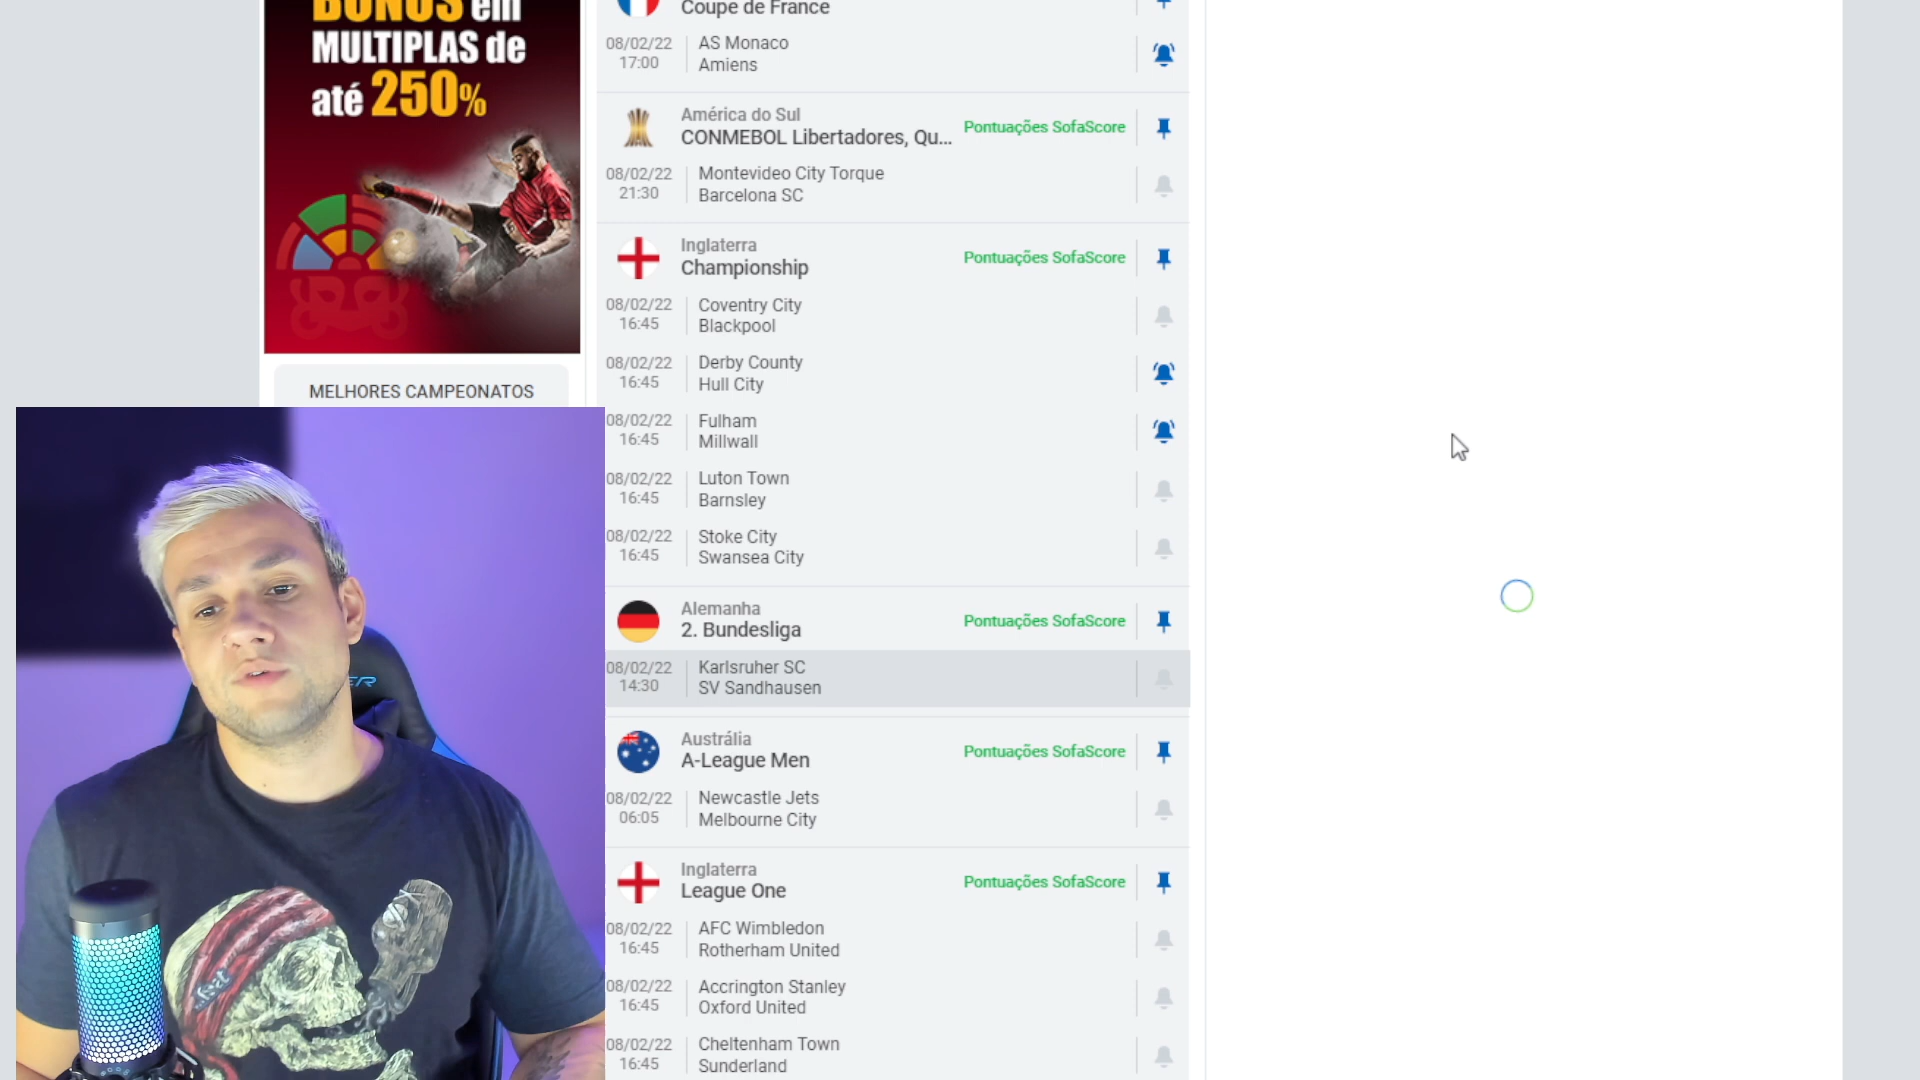 BONUS em
MULTIPLAS de
até 250%
MELHORES CAMPEONATOS
Coupe de France
08/02/22
17:00
AS Monaco
Amiens
América do Sul
CONMEBOL Libertadores, Qu...
Pontuações SofaScore
08/02/22
21:30
Montevideo City Torque
Barcelona SC
Inglaterra
Championship
Pontuações SofaScore
08/02/22
16:45
Coventry City
Blackpool
08/02/22
16:45
Derby County
Hull City
08/02/22
16:45
Fulham
Millwall
08/02/22
16:45
Luton Town
Barnsley
08/02/22
16:45
Stoke City
Swansea City
Alemanha
2. Bundesliga
Pontuações SofaScore
08/02/22
14:30
Karlsruher SC
SV Sandhausen
Austrália
A-League Men
Pontuações SofaScore
08/02/22
06:05
Newcastle Jets
Melbourne City
Inglaterra
League One
Pontuações SofaScore
08/02/22
16:45
AFC Wimbledon
Rotherham United
08/02/22
16:45
Accrington Stanley
Oxford United
08/02/22
16:45
Cheltenham Town
Sunderland